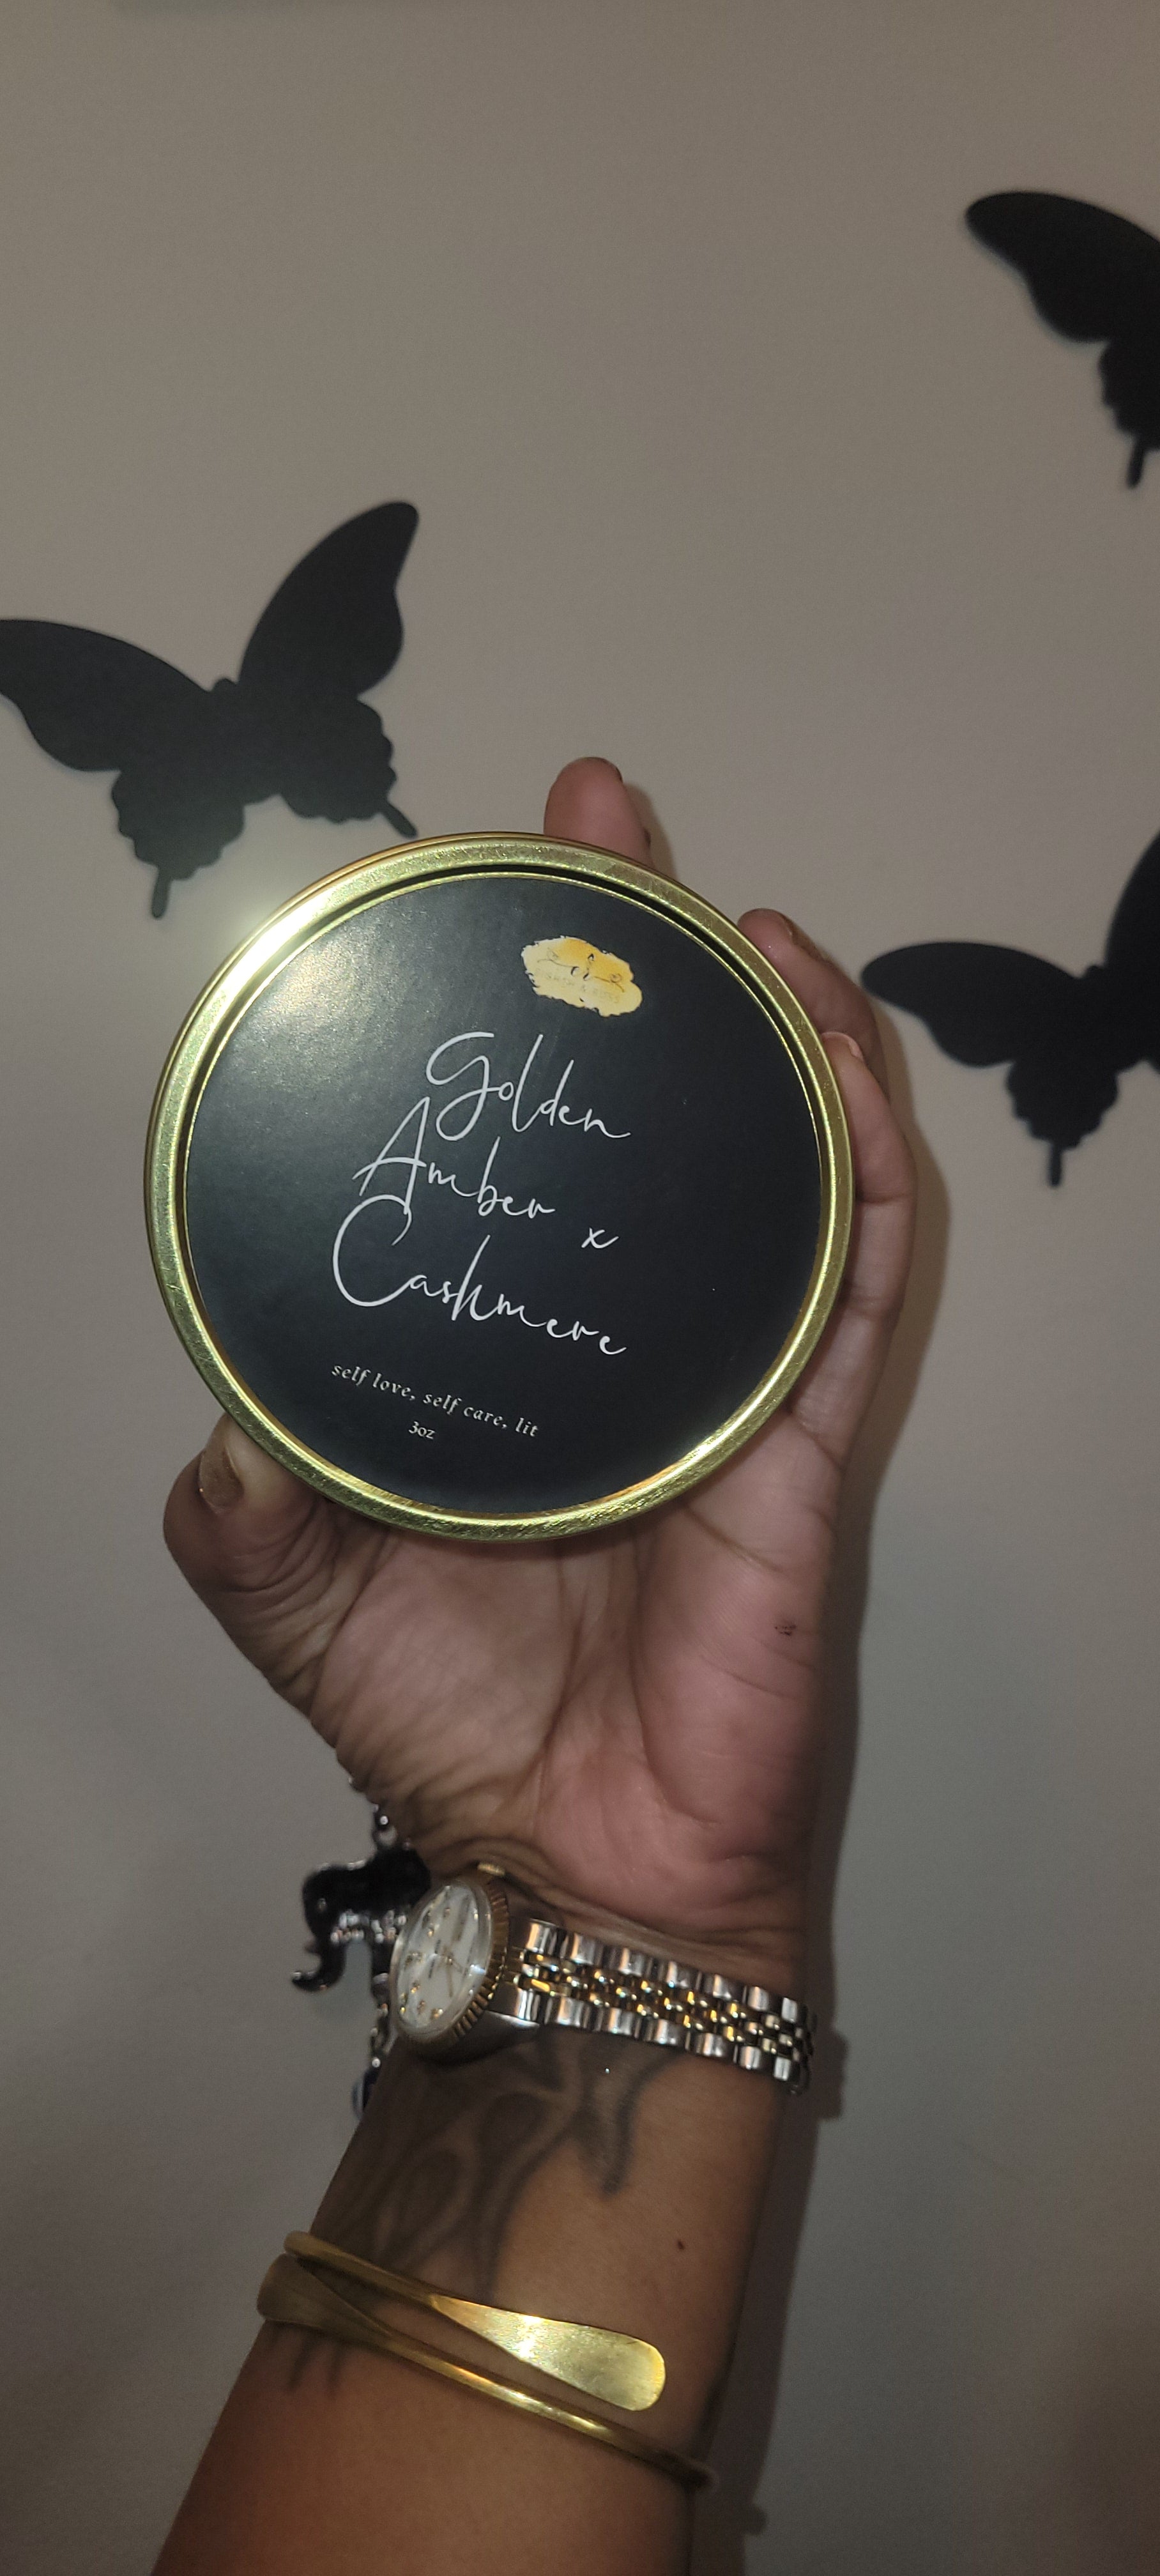 Golden
Amber x
Cashmere
self love, self care, lit
3oz